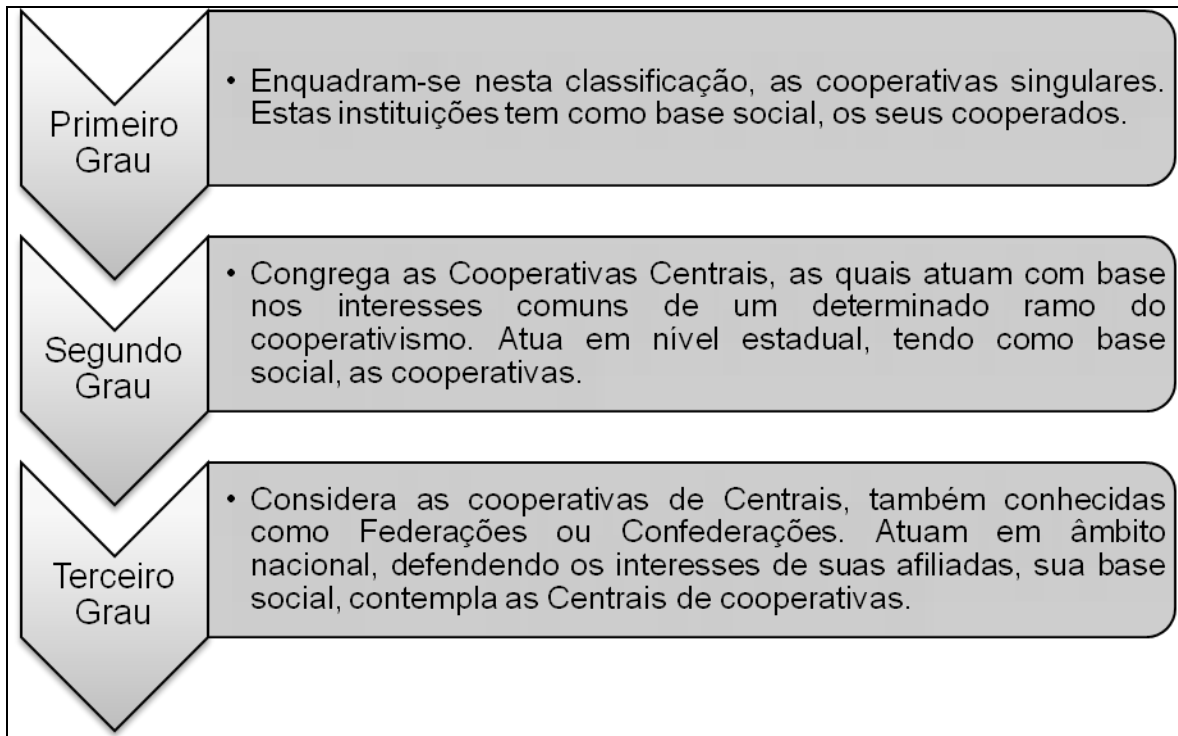 Primeiro
Grau
• Enquadram-se nesta classificação, as cooperativas singulares.
Estas instituições tem como base social, os seus cooperados.
Segundo
Grau
• Congrega as Cooperativas Centrais, as quais atuam com base
nos interesses comuns de um determinado ramo do
cooperativismo. Atua em nível estadual, tendo como base
social, as cooperativas.
Terceiro
Grau
• Considera as cooperativas de Centrais, também conhecidas
como Federações ou Confederações. Atuam em âmbito
nacional, defendendo os interesses de suas afiliadas, sua base
social, contempla as Centrais de cooperativas.